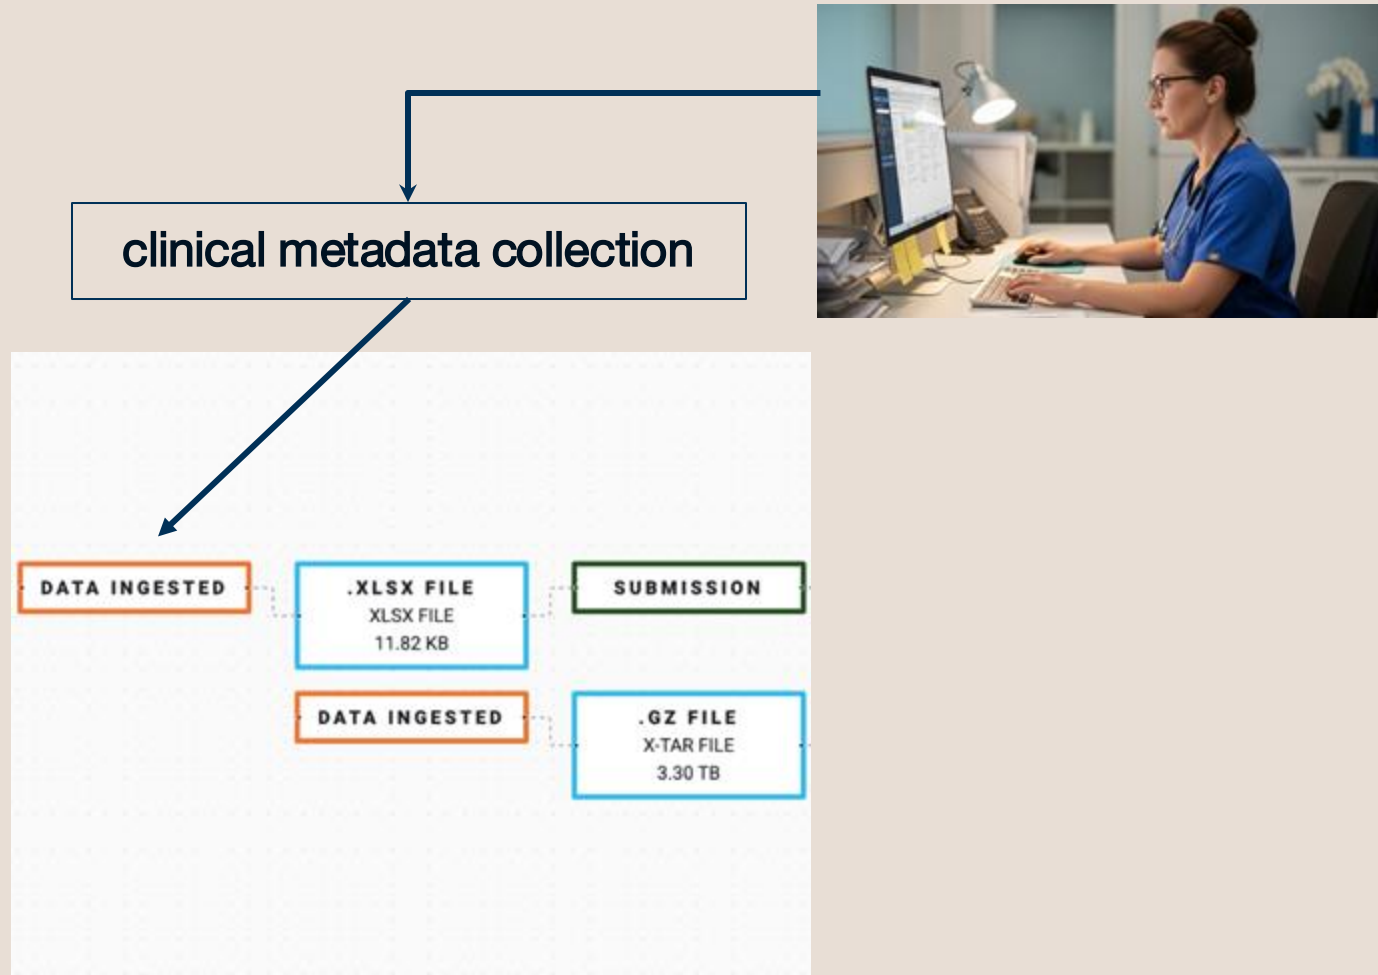 clinical metadata collection
DATA INGESTED
.XLSX FILE
XLSX FILE
11.82 KB
SUBMISSION
DATA INGESTED
.GZ FILE
X-TAR FILE
3.30 TB